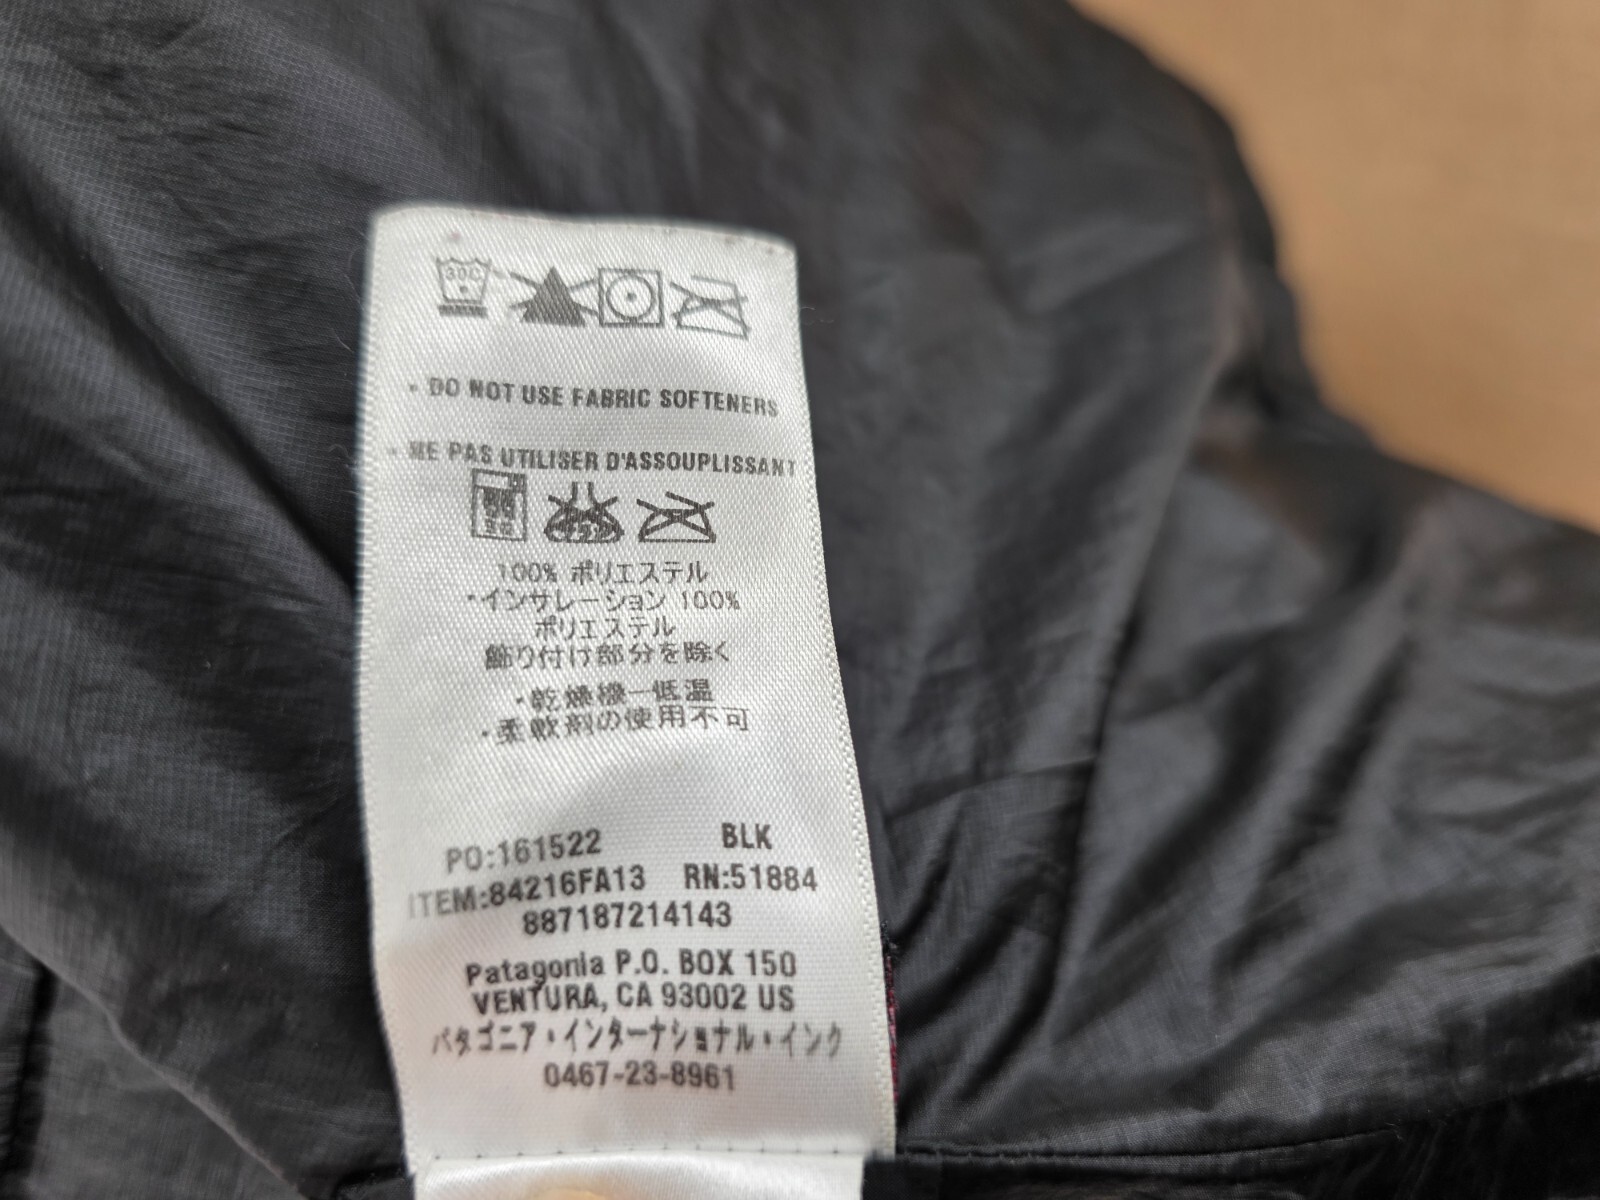 30C
• DO NOT USE FABRIC SOFTENERS
• NE PAS UTILISER D'ASSOUPLISSANT
100% ポリエステル
・インサレーション 100%
ポリエステル
飾り付け部分を除く
・乾燥機一低温
・柔軟剤の使用不可
PO:161522 BLK
ITEM:84216FA13 RN:51884
887187214143
Patagonia P.O. BOX 150
VENTURA, CA 93002 US
パタゴニア・インターナショナル・インク
0467-23-8961